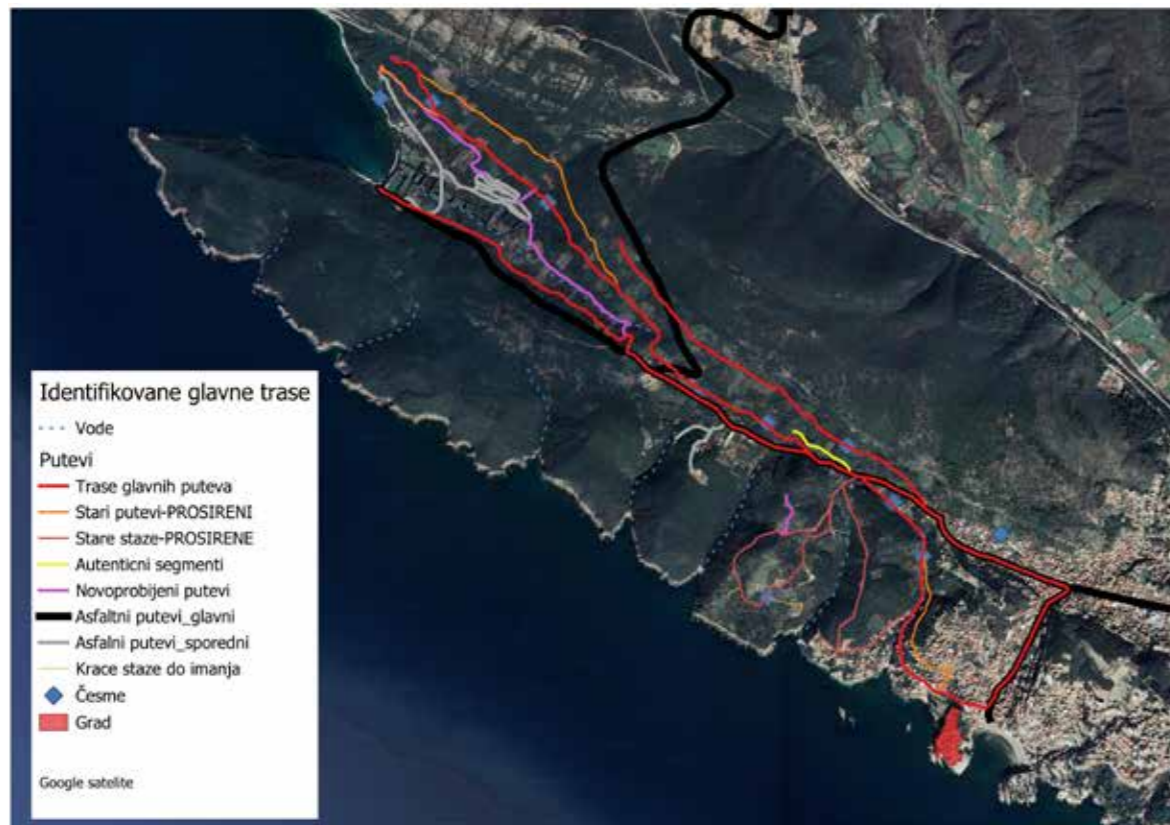 Identifikovane glavne trase
Vode
Putevi
Trase glavnih puteva
Stari putevi-PROSIRENI
Stare staze-PROSIRENE
Autenticni segmenti
Novoprobijeni putevi
Asfaltni putevi_glavni
Asfalni putevi_sporedni
Krace staze do imanja
Česme
Grad
Google satelite